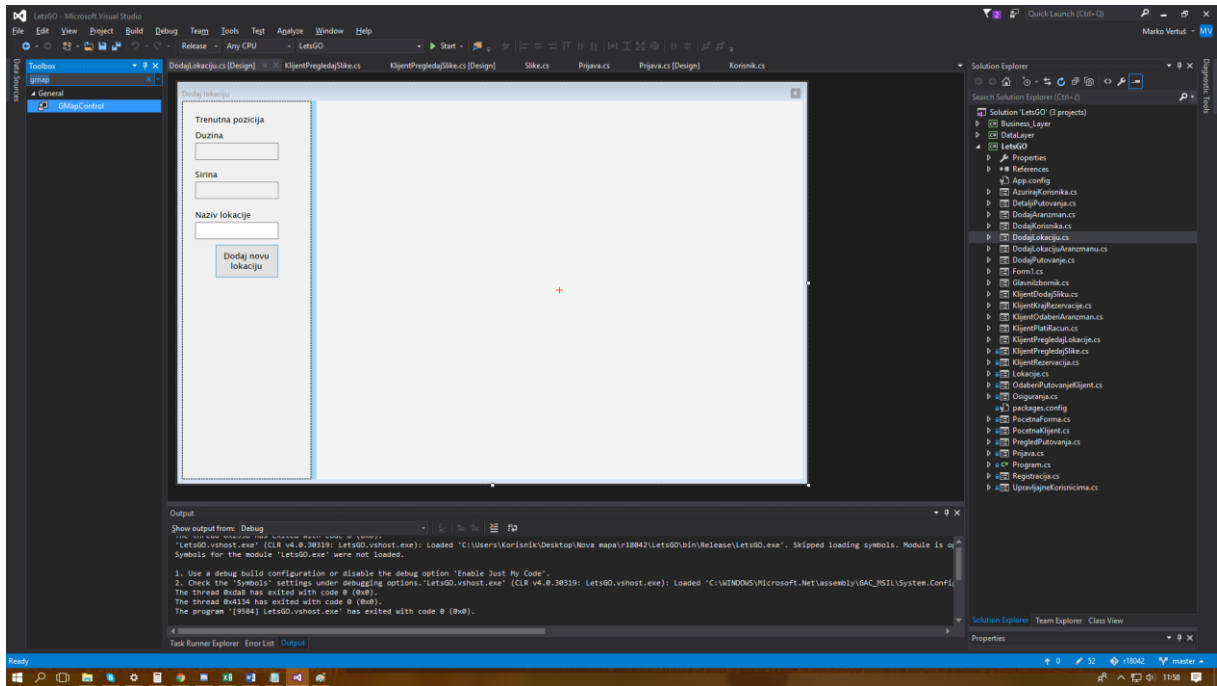 LetsGO - Microsoft Visual Studio
2
Quick Launch (Ctrl+Q)
File Edit View Project Build Debug Team Tools Test Analyze Window Help
Marko Vertuš
MV
Release Any CPU LetsGO Start
Data Sources
Toolbox
gmap
General
GMapControl
DodajLokaciju.cs [Design] KlijentPregledajSlike.cs KlijentPregledajSlike.cs [Design] Slike.cs Prijava.cs Prijava.cs [Design] Korisnik.cs
Dodaj lokaciju
Trenutna pozicija
Duzina
Sirina
Naziv lokacije
Dodaj novu
lokaciju
Output
Show output from: Debug
'LetsGO.vshost.exe' (CLR v4.0.30319: LetsGO.vshost.exe): Loaded 'C:\Users\Korisnik\Desktop\Nova mapa\r18042\LetsGO\bin\Release\LetsGO.exe'. Skipped loading symbols. Module is o
Symbols for the module 'LetsGO.exe' were not loaded.
1. Use a debug build configuration or disable the debug option 'Enable Just My Code'.
2. Check the 'Symbols' settings under debugging options.'LetsGO.vshost.exe' (CLR v4.0.30319: LetsGO.vshost.exe): Loaded 'C:\WINDOWS\Microsoft.Net\assembly\GAC_MSIL\System.Config
The thread 0xda8 has exited with code 0 (0x0).
The thread 0x4134 has exited with code 0 (0x0).
The program '[9584] LetsGO.vshost.exe' has exited with code 0 (0x0).
Task Runner Explorer Error List Output
Solution Explorer
Search Solution Explorer (Ctrl+č)
Solution 'LetsGO' (3 projects)
Business_Layer
DataLayer
LetsGO
Properties
References
App.config
AzurirajKorisnika.cs
DetaljiPutovanja.cs
DodajAranzman.cs
DodajKorisnika.cs
DodajLokaciju.cs
DodajLokacijuAranzmanu.cs
DodajPutovanje.cs
Form1.cs
GlavniIzbornik.cs
KlijentDodajSliku.cs
KlijentKrajRezervacije.cs
KlijentOdaberiAranzman.cs
KlijentPlatiRacun.cs
KlijentPregledajLokacije.cs
KlijentPregledajSlike.cs
KlijentRezervacija.cs
Lokacije.cs
OdaberiPutovanjeKlijent.cs
Osiguranja.cs
packages.config
PocetnaForma.cs
PocetnaKlijent.cs
PregledPutovanja.cs
Prijava.cs
Program.cs
Registracija.cs
UpravljajneKorisnicima.cs
Solution Explorer Team Explorer Class View
Properties
Diagnostic Tools
Ready
0 52 r18042 master
11:58